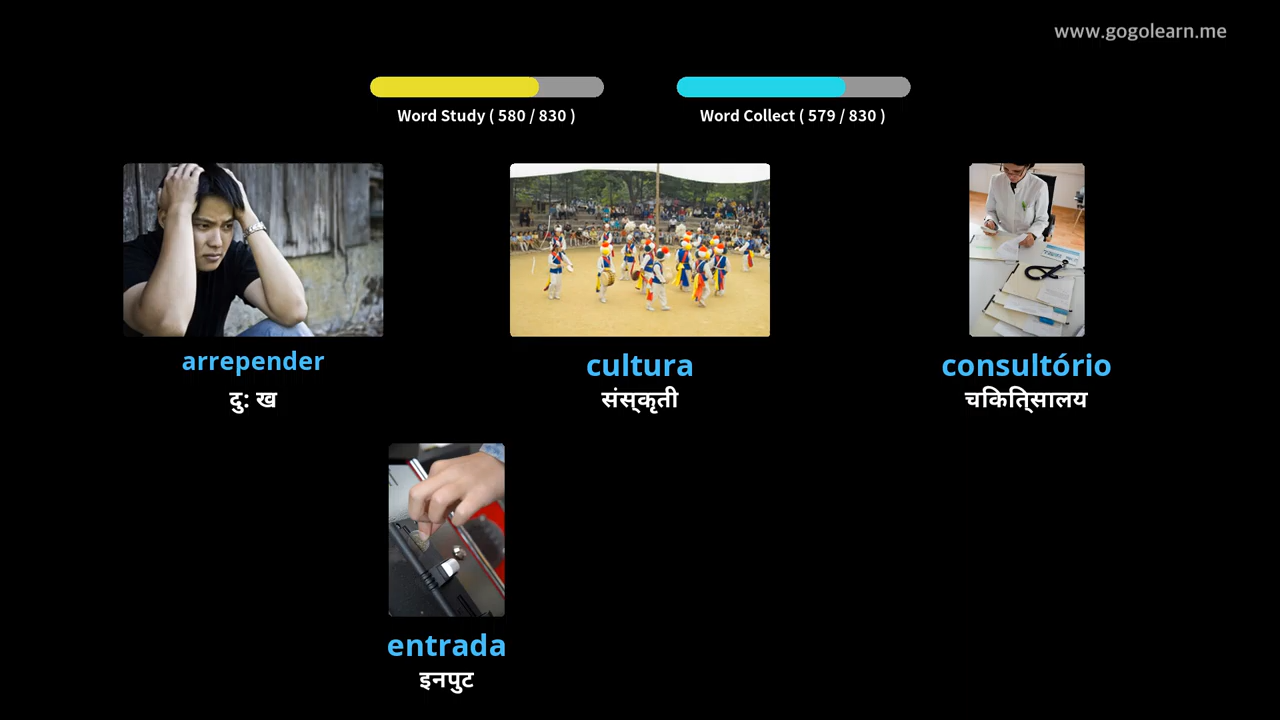 www.gogolearn.me
Word Study ( 580 / 830 )
Word Collect ( 579 / 830 )
arrepender
दु: ख
cultura
संस्कृती
consultório
चिकित्सालय
entrada
इनपुट